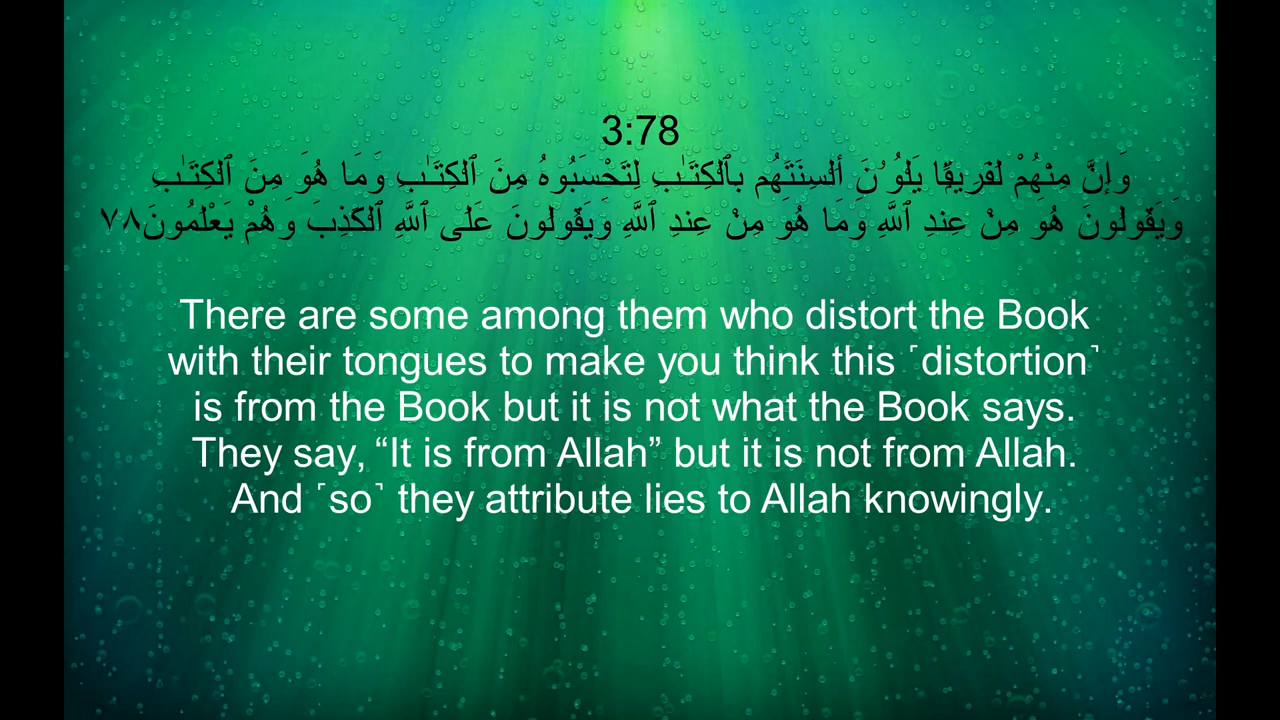 3:78
وَإِنَّ مِنْهُمْ لَفَرِيقًۭا يَلْوُۥنَ أَلْسِنَتَهُم بِٱلْكِتَـٰبِ لِتَحْسَبُوهُ مِنَ ٱلْكِتَـٰبِ وَمَا هُوَ مِنَ ٱلْكِتَـٰبِ
وَيَقُولُونَ هُوَ مِنْ عِندِ ٱللَّهِ وَمَا هُوَ مِنْ عِندِ ٱللَّهِ وَيَقُولُونَ عَلَى ٱللَّهِ ٱلْكَذِبَ وَهُمْ يَعْلَمُونَ٧٨
There are some among them who distort the Book
with their tongues to make you think this ˹distortion˺
is from the Book but it is not what the Book says.
They say, “It is from Allah” but it is not from Allah.
And ˹so˺ they attribute lies to Allah knowingly.